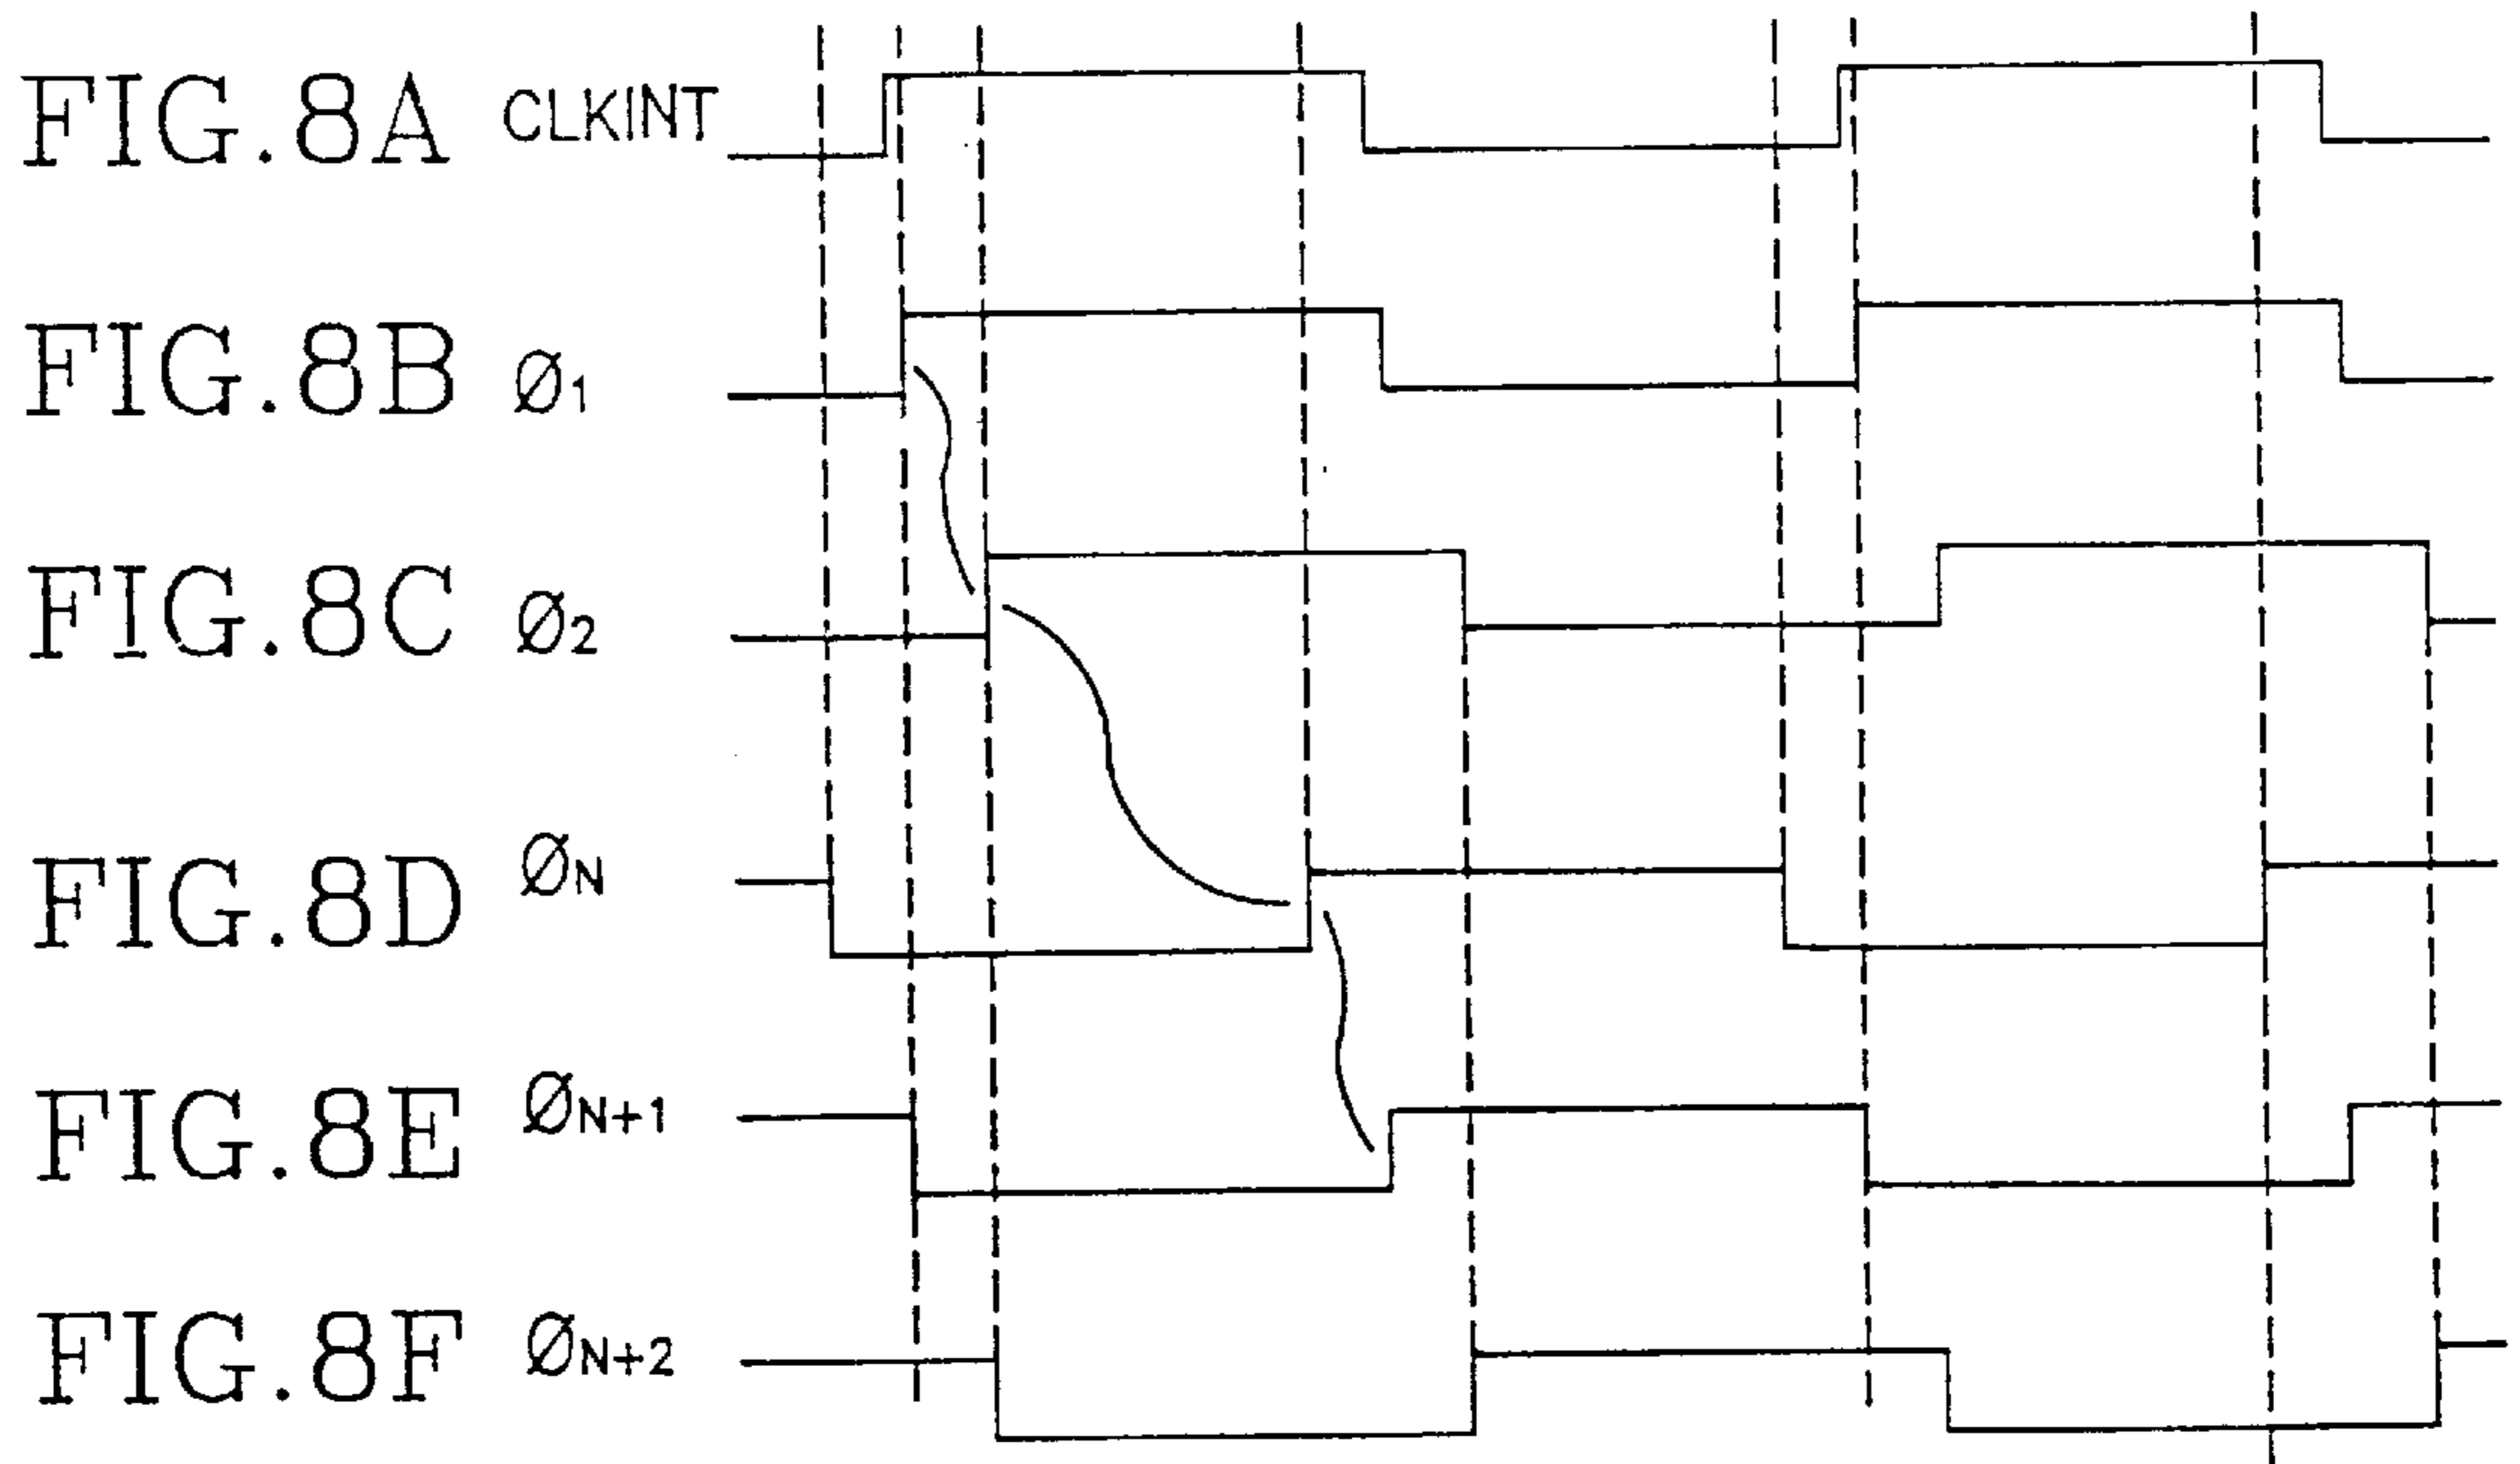 FIG.8A CLKINT
FIG.8B Ø1
FIG.8C Ø2
FIG.8D ØN
FIG.8E ØN+1
FIG.8F ØN+2